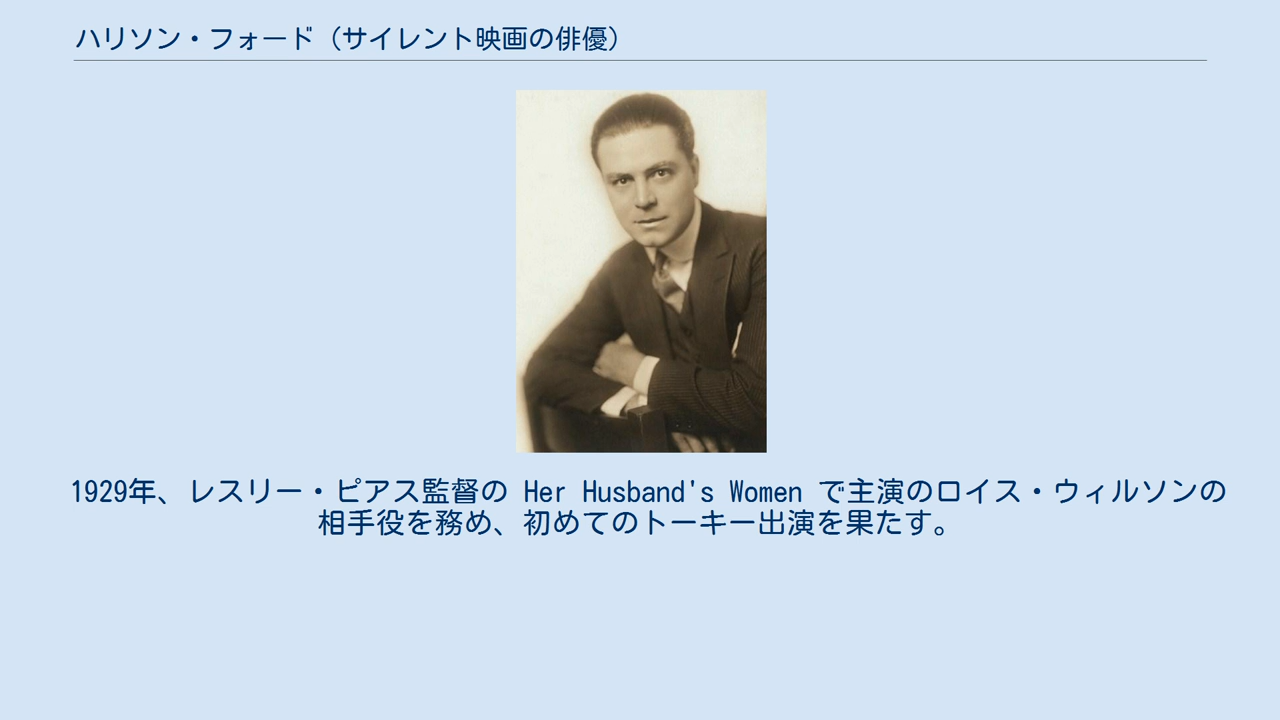 ハリソン・フォード（サイレント映画の俳優）
1929年、レスリー・ピアス監督の Her Husband's Women で主演のロイス・ウィルソンの
相手役を務め、初めてのトーキー出演を果たす。